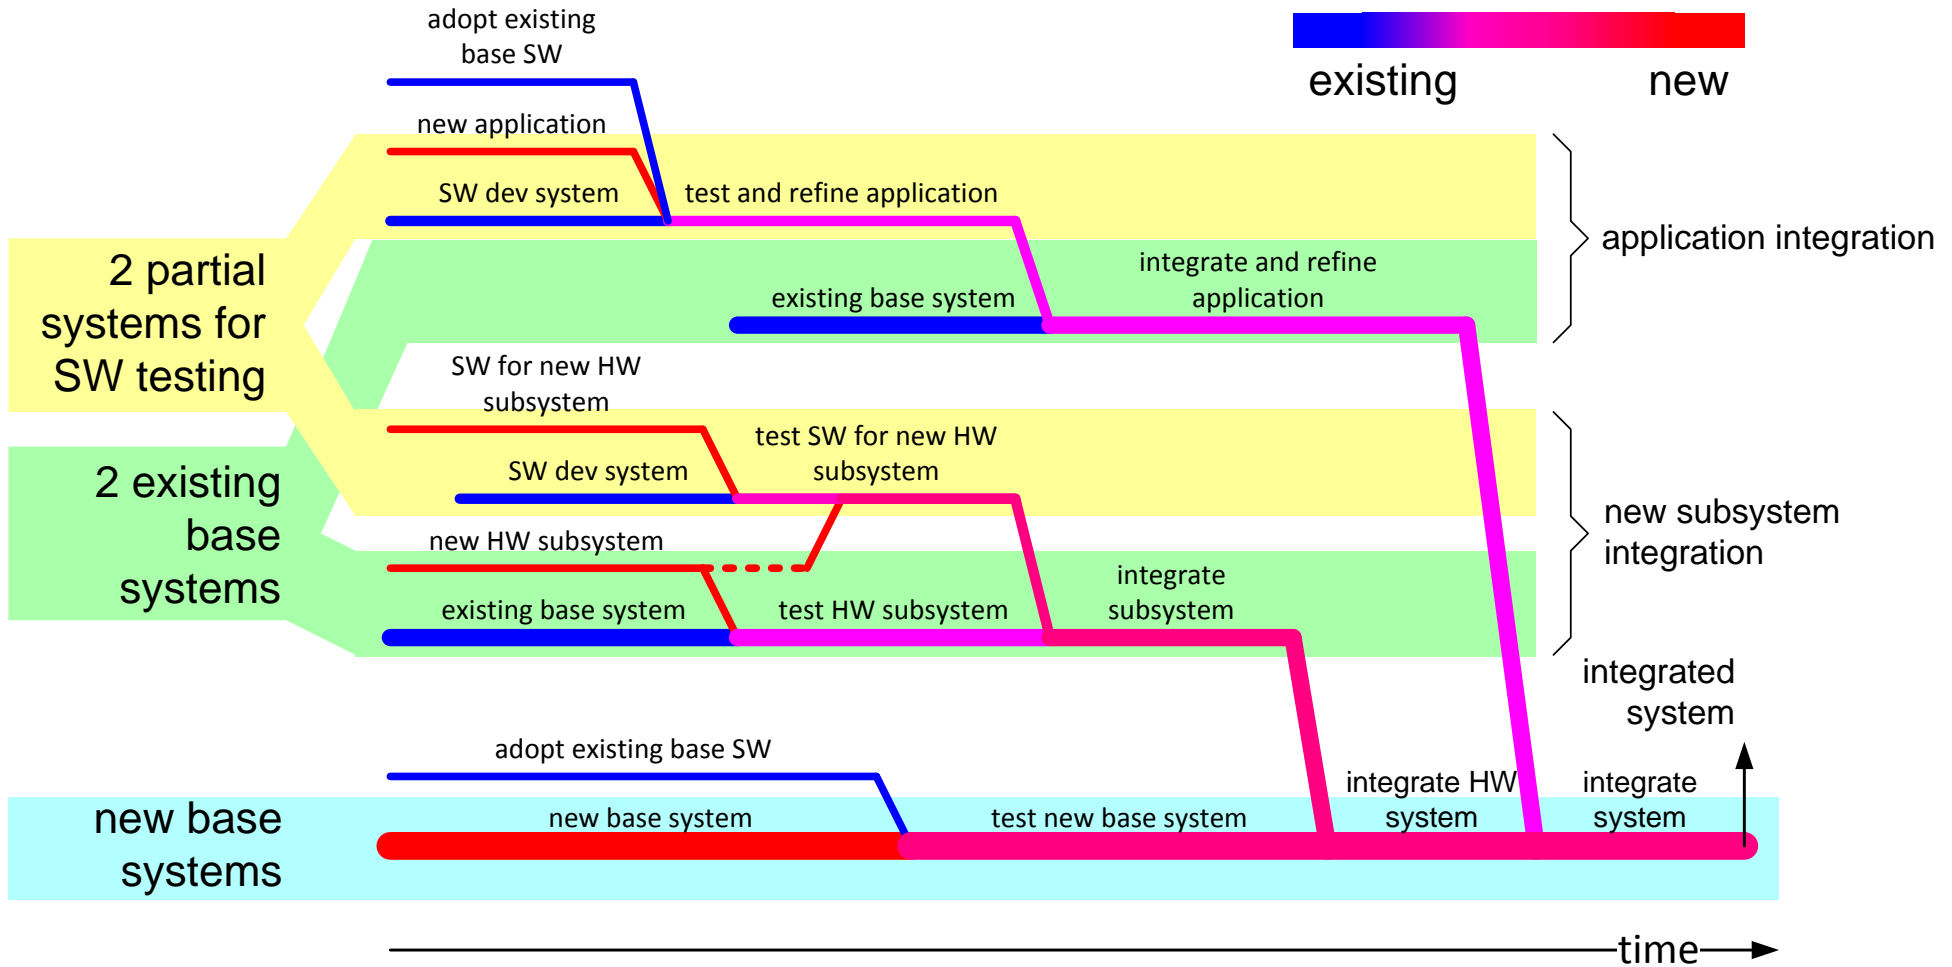 adopt existing
base SW
existing
new
new application
SW dev system
test and refine application
application integration
2 partial
systems for
SW testing
integrate and refine
application
existing base system
SW for new HW
subsystem
test SW for new HW
subsystem
SW dev system
2 existing
base
systems
new subsystem
integration
new HW subsystem
integrate
subsystem
existing base system
test HW subsystem
integrated
system
adopt existing base SW
integrate HW
system
integrate
system
new base
systems
new base system
test new base system
time